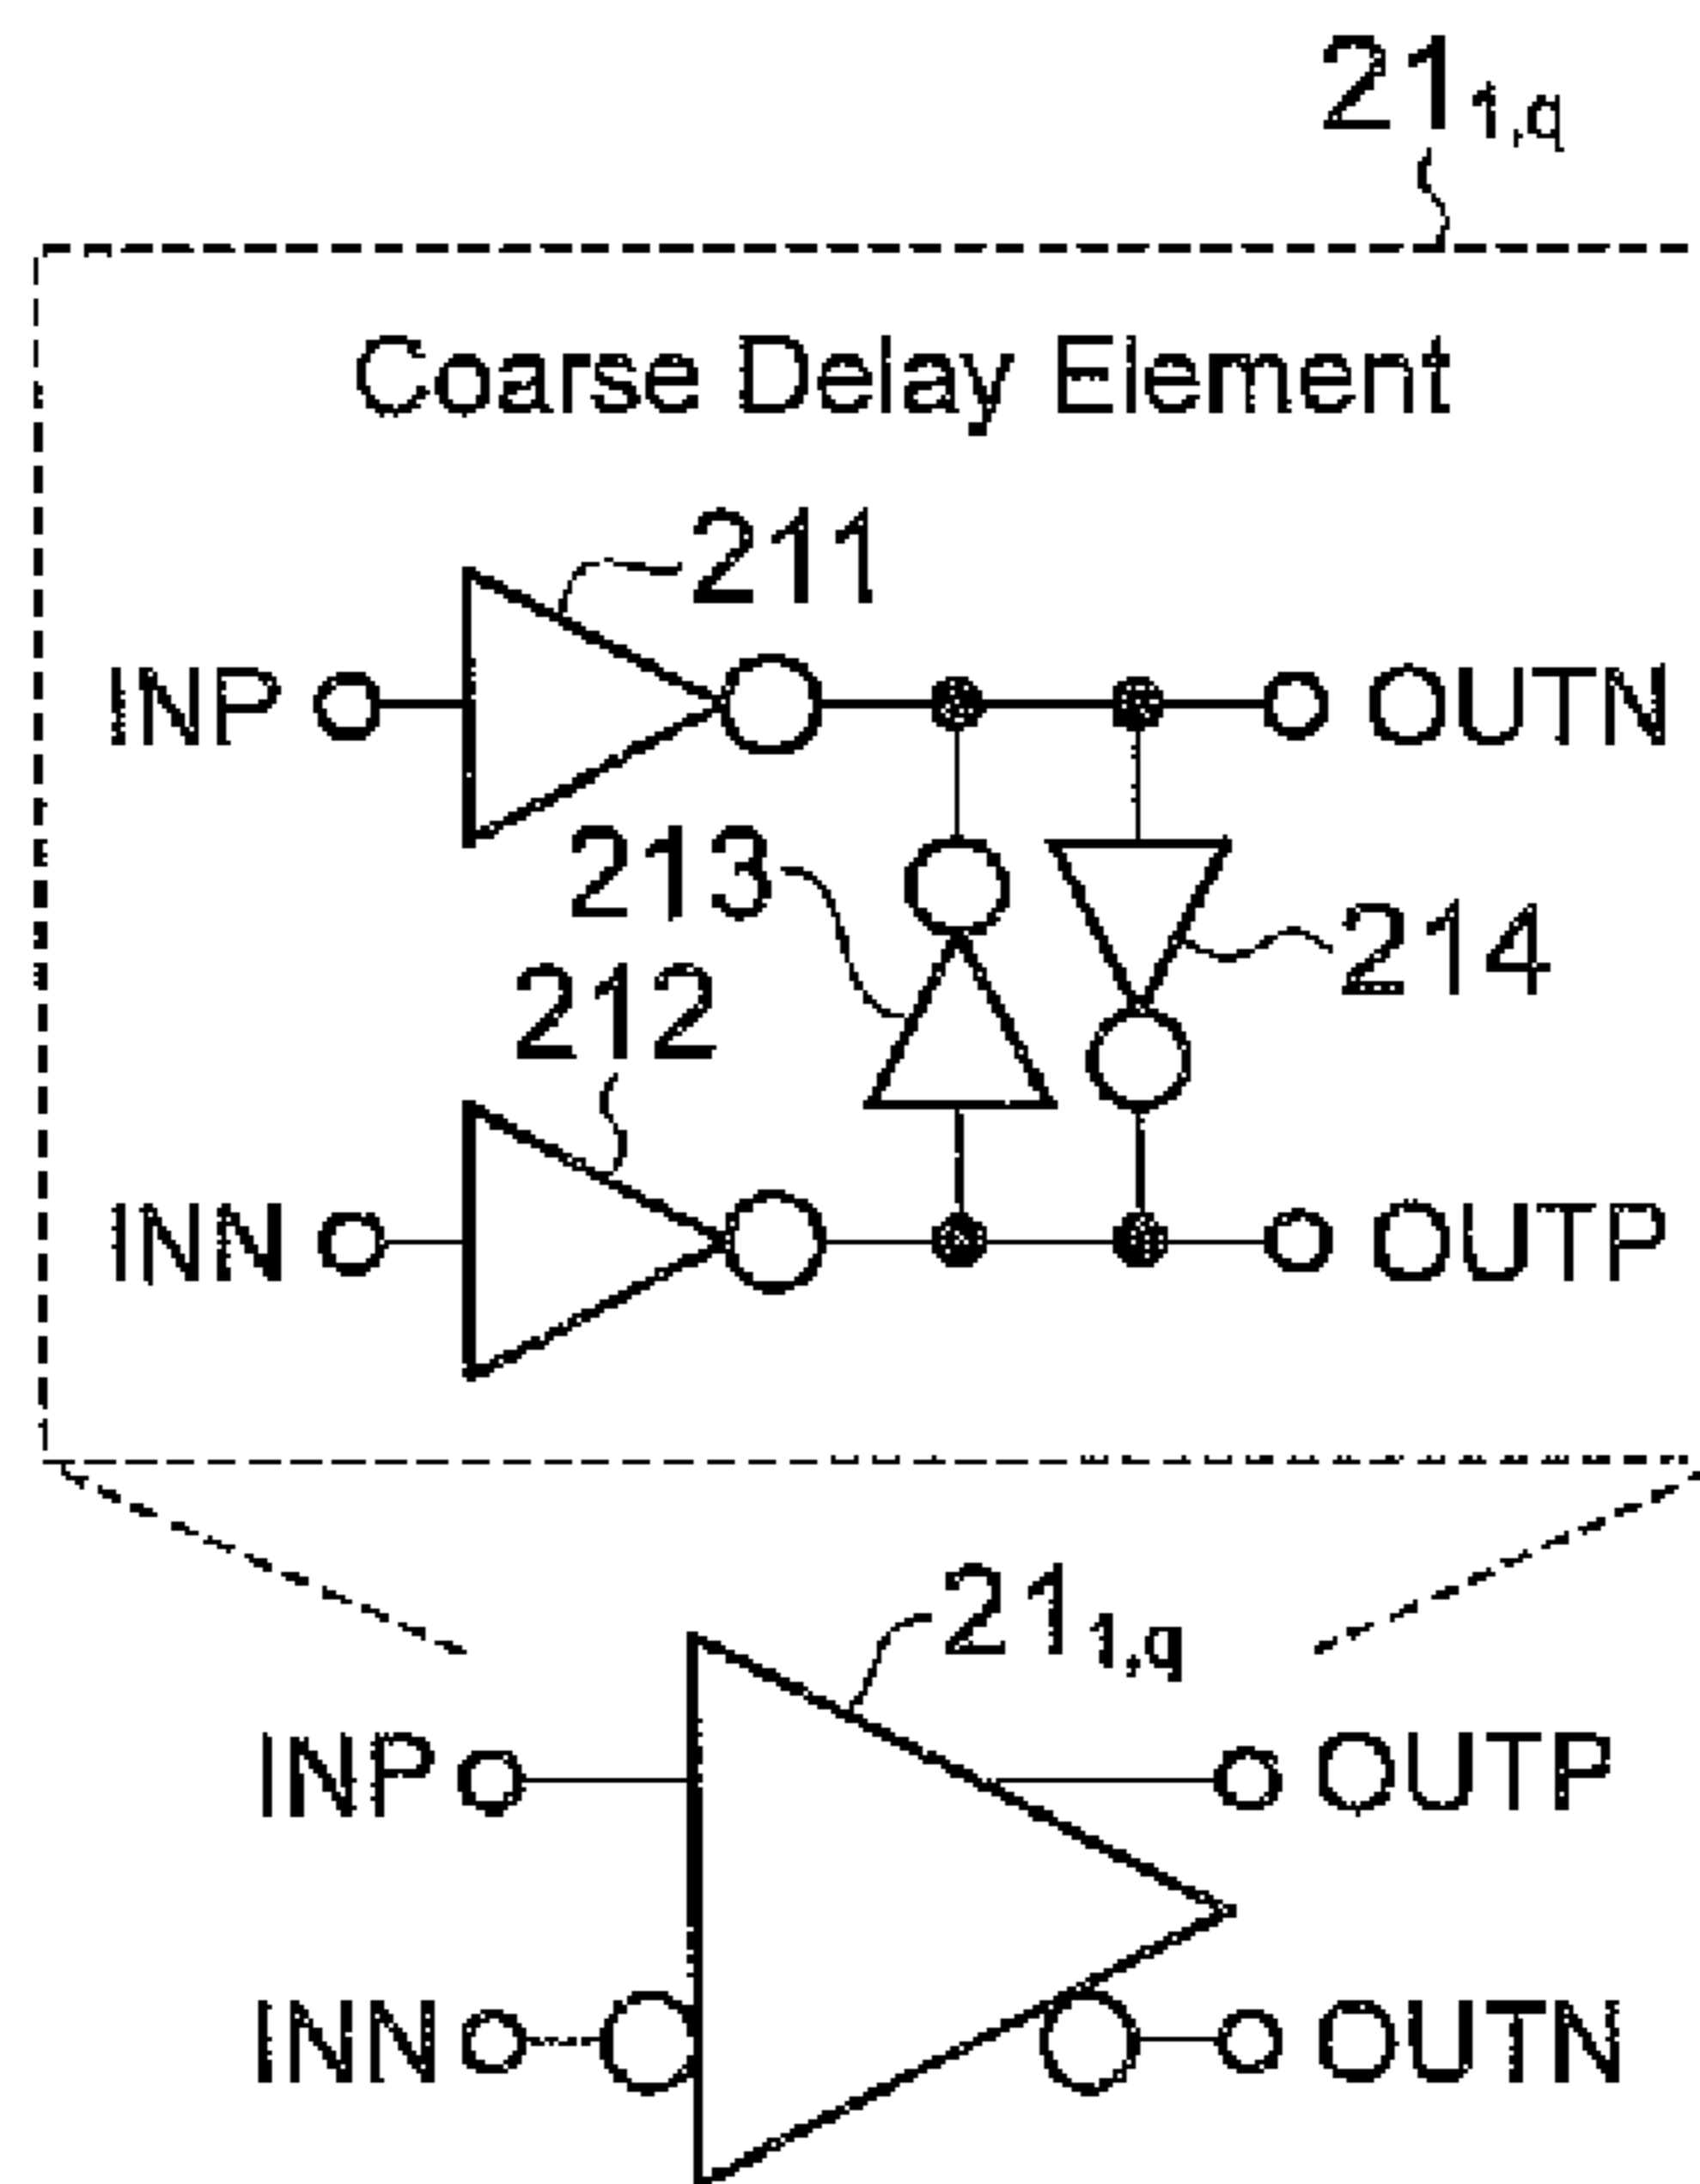 21₁,q
Coarse Delay Element
211
INP OUTN
213
214
212
INN OUTP
21₁,q
INP OUTP
INN OUTN